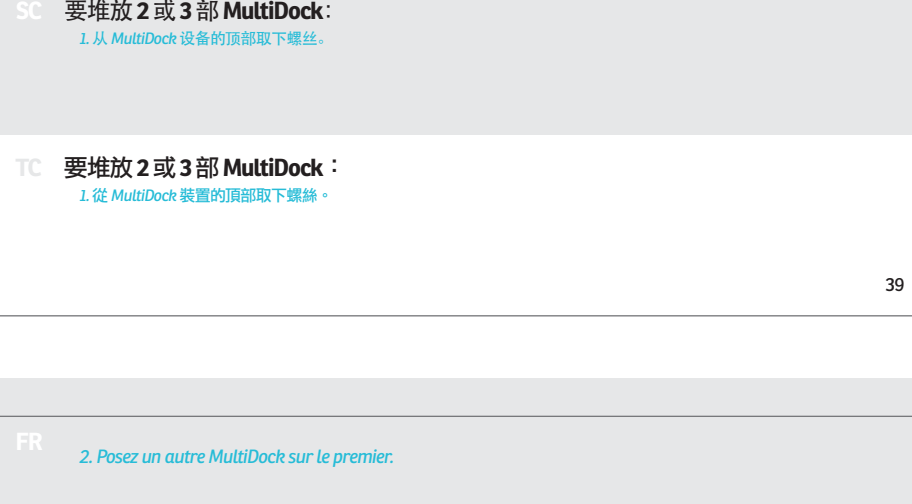 SC 要堆放 2 或 3 部 MultiDock:
1. 从 MultiDock 设备的顶部取下螺丝。
TC 要堆放 2 或 3 部 MultiDock：
1. 從 MultiDock 裝置的頂部取下螺絲。
39
FR
2. Posez un autre MultiDock sur le premier.